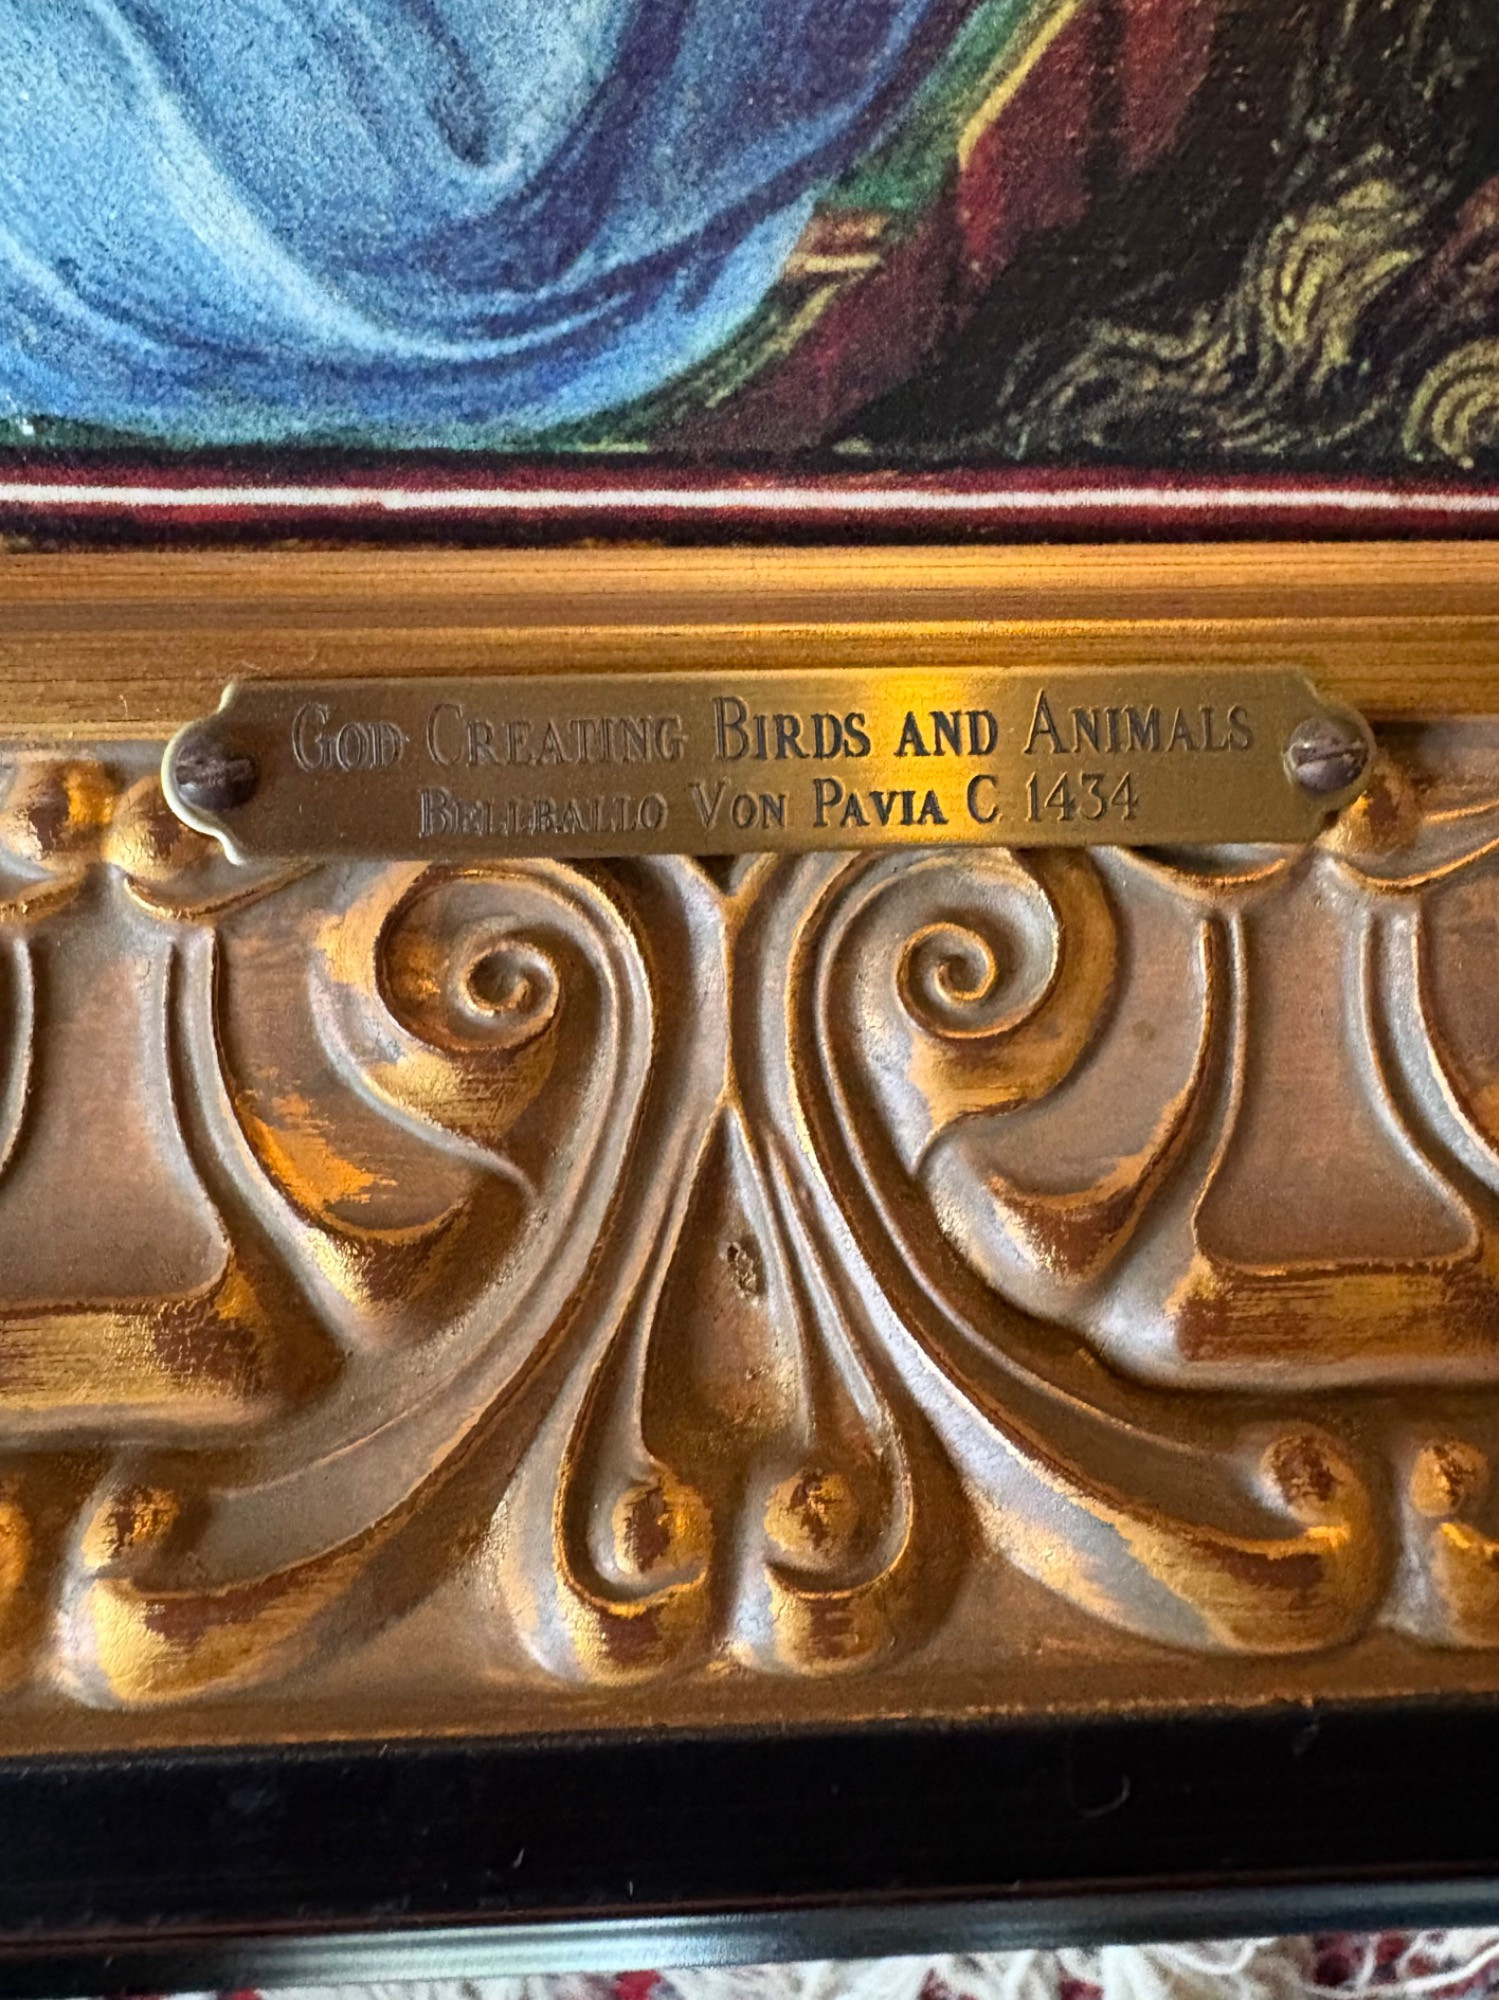 God Creating Birds and Animals
Bellballo Von Pavia C 1434